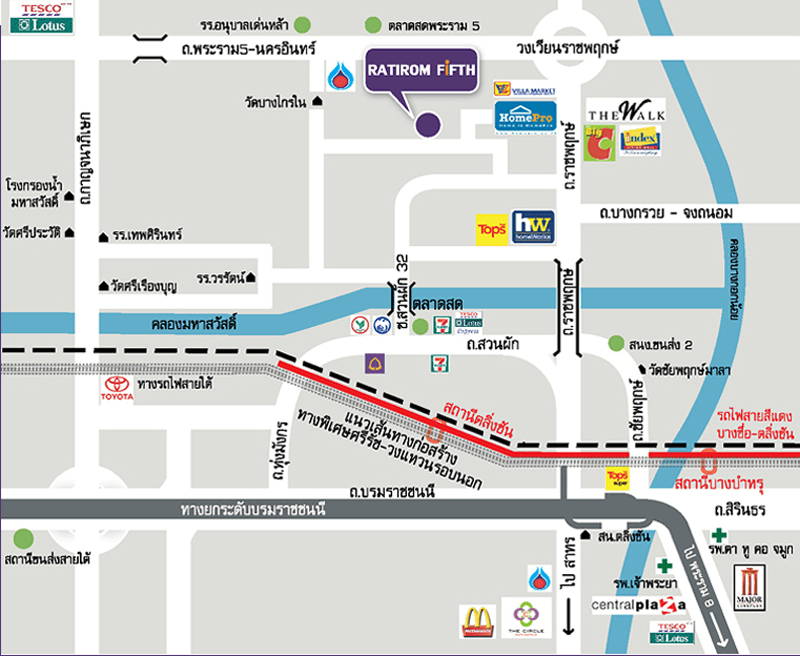 TESCO
Lotus
รร.อนุบาลเด่นหล้า
ตลาดสดพระราม 5
ถ.พระราม5-นครอินทร์
วงเวียนราชพฤกษ์
RATIROM FiFTH
วัดบางไกรใน
VILLA MARKET
HomePro
THE WALK
Big C
index
ถ.กาญจนาภิเษก
ถ.ราชพฤกษ์
โรงกรองน้ำ
มหาสวัสดิ์
วัดศรีประวัติ
รร.เทพศิรินทร์
ถ.บางกรวย - จงถนอม
Tops
hw
homeWorks
คลองบางกอกน้อย
รร.วรรัตน์
วัดศรีเรืองบุญ
ซ.สวนผัก 32
ตลาดสด
ถ.ราชพฤกษ์
คลองมหาสวัสดิ์
TESCO
Lotus
ถ.สวนผัก
สนง.ขนส่ง 2
วัดชัยพฤกษ์มาลา
TOYOTA
ทางรถไฟสายใต้
สถานีตลิ่งชัน
ถ.ชัยพฤกษ์
รถไฟสายสีแดง
บางซื่อ-ตลิ่งชัน
แนวเส้นทางก่อสร้าง
ทางพิเศษศรีรัช-วงแหวนรอบนอก
ถ.ทุ่งมังกร
Tops
super
สถานีบางบำหรุ
ถ.บรมราชชนนี
ทางยกระดับบรมราชชนนี
ถ.สิรินธร
สถานีขนส่งสายใต้
สน.ตลิ่งชัน
รพ.ตา หู คอ จมูก
ไป สาทร
ไป พระราม 8
รพ.เจ้าพระยา
centralplaza
MAJOR
McDonald's
THE CIRCLE
TESCO
Lotus